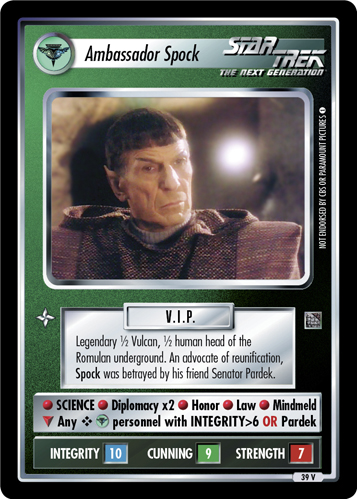 Ambassador Spock
STAR TREK
THE NEXT GENERATION
NOT ENDORSED BY CBS OR PARAMOUNT PICTURES
V.I.P.
Legendary ½ Vulcan, ½ human head of the
Romulan underground. An advocate of reunification,
Spock was betrayed by his friend Senator Pardek.
SCIENCE • Diplomacy x2 • Honor • Law • Mindmeld
Any personnel with INTEGRITY>6 OR Pardek
INTEGRITY 10 CUNNING 9 STRENGTH 7
39 V